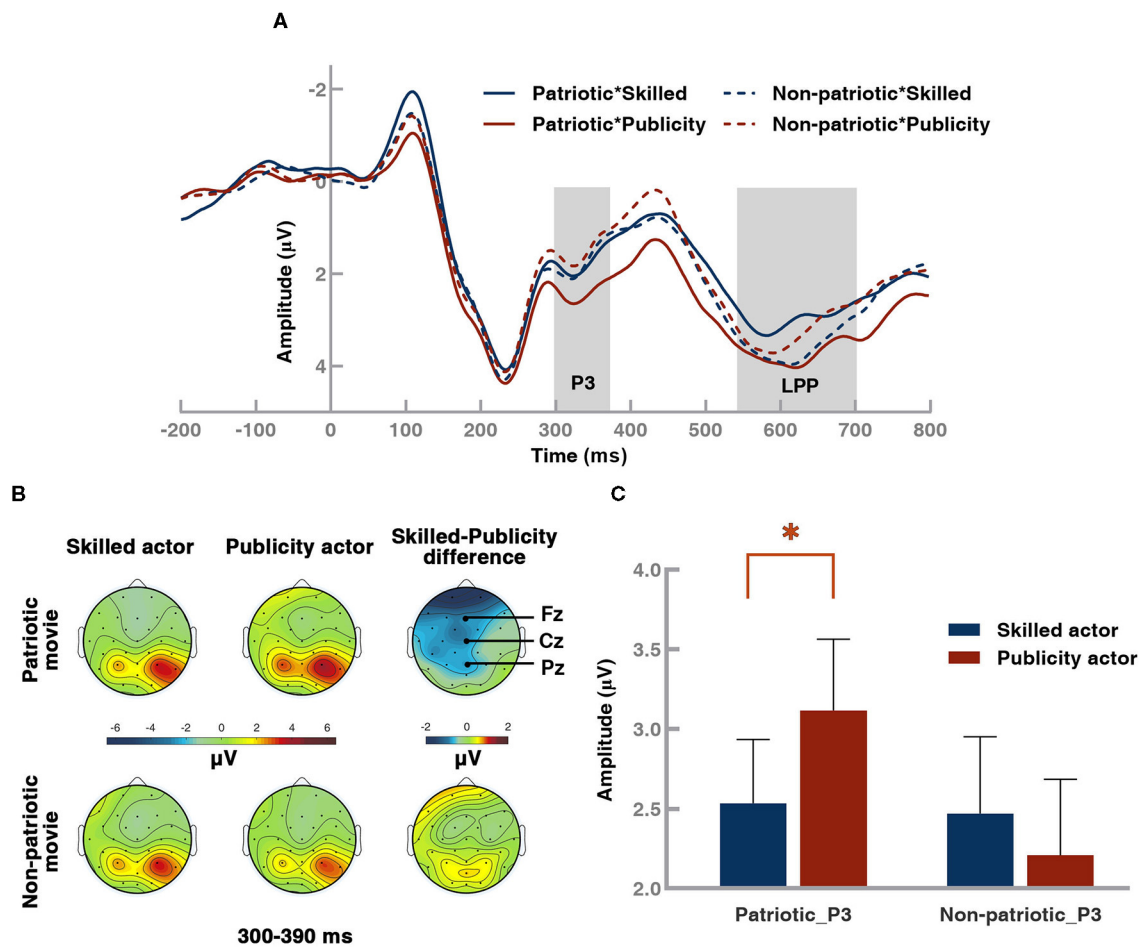 A
-2
0
2
4
Amplitude (μV)
Patriotic*Skilled
Non-patriotic*Skilled
Patriotic*Publicity
Non-patriotic*Publicity
P3
LPP
-200 -100 0 100 200 300 400 500 600 700 800
Time (ms)
B
Skilled actor
Publicity actor
Skilled-Publicity
difference
Patriotic
movie
Fz
Cz
Pz
-6 -4 -2 0 2 4 6
μV
-2 0 2
μV
Non-patriotic
movie
300-390 ms
C
*
4.0
3.5
3.0
2.5
2.0
Amplitude (μV)
Skilled actor
Publicity actor
Patriotic_P3
Non-patriotic_P3